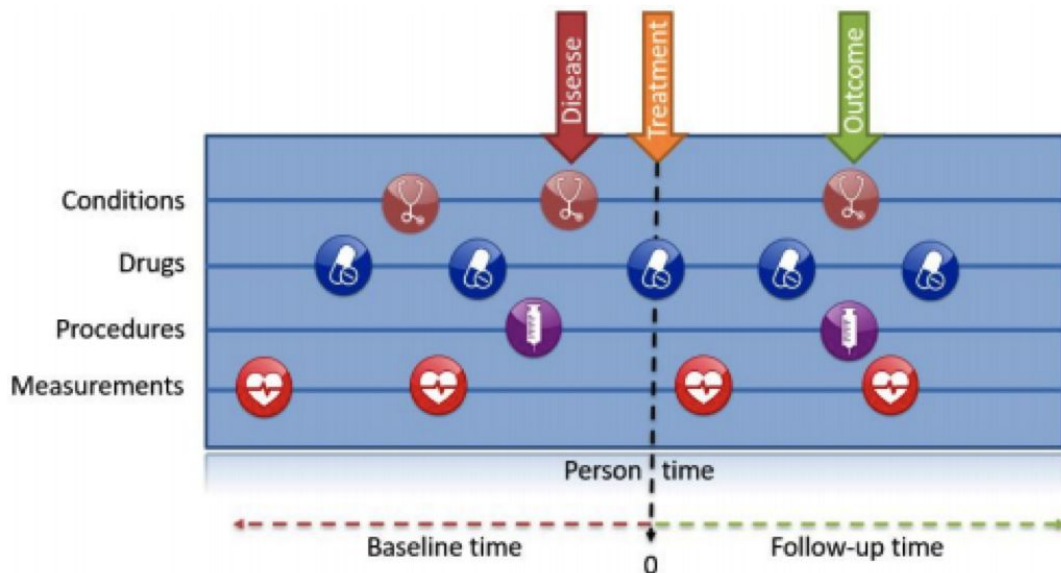 Disease
Treatment
Outcome
Conditions
Drugs
Procedures
Measurements
Person time
Baseline time
0
Follow-up time